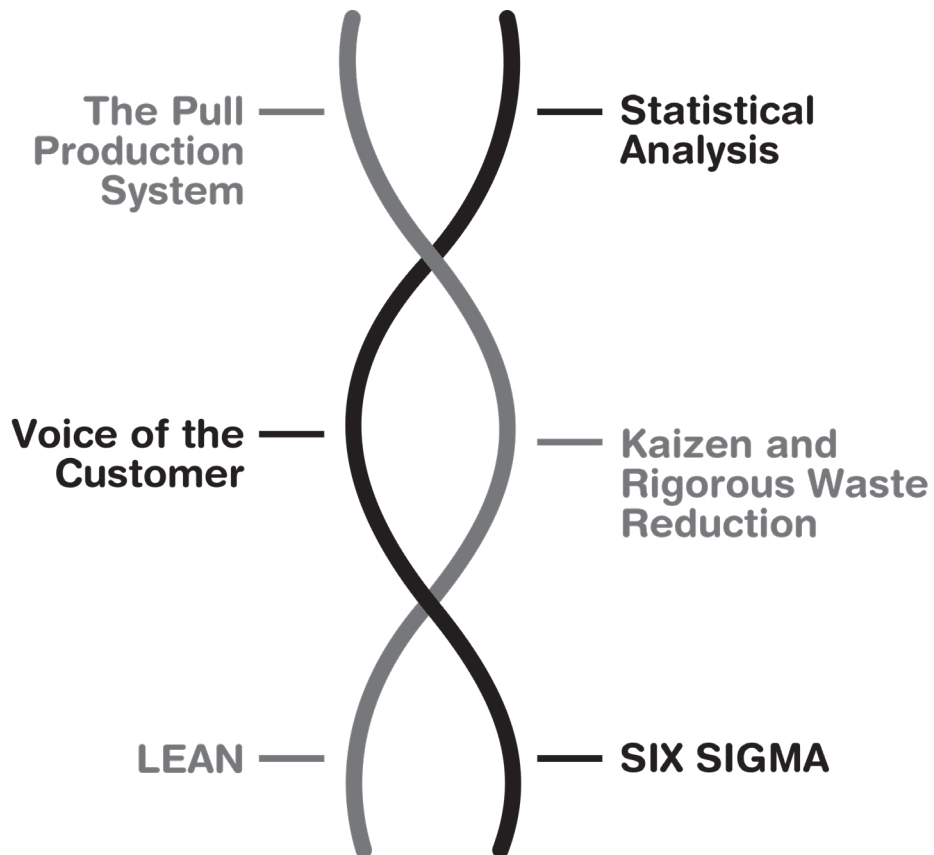 The Pull
Production
System
Statistical
Analysis
Voice of the
Customer
Kaizen and
Rigorous Waste
Reduction
LEAN
SIX SIGMA